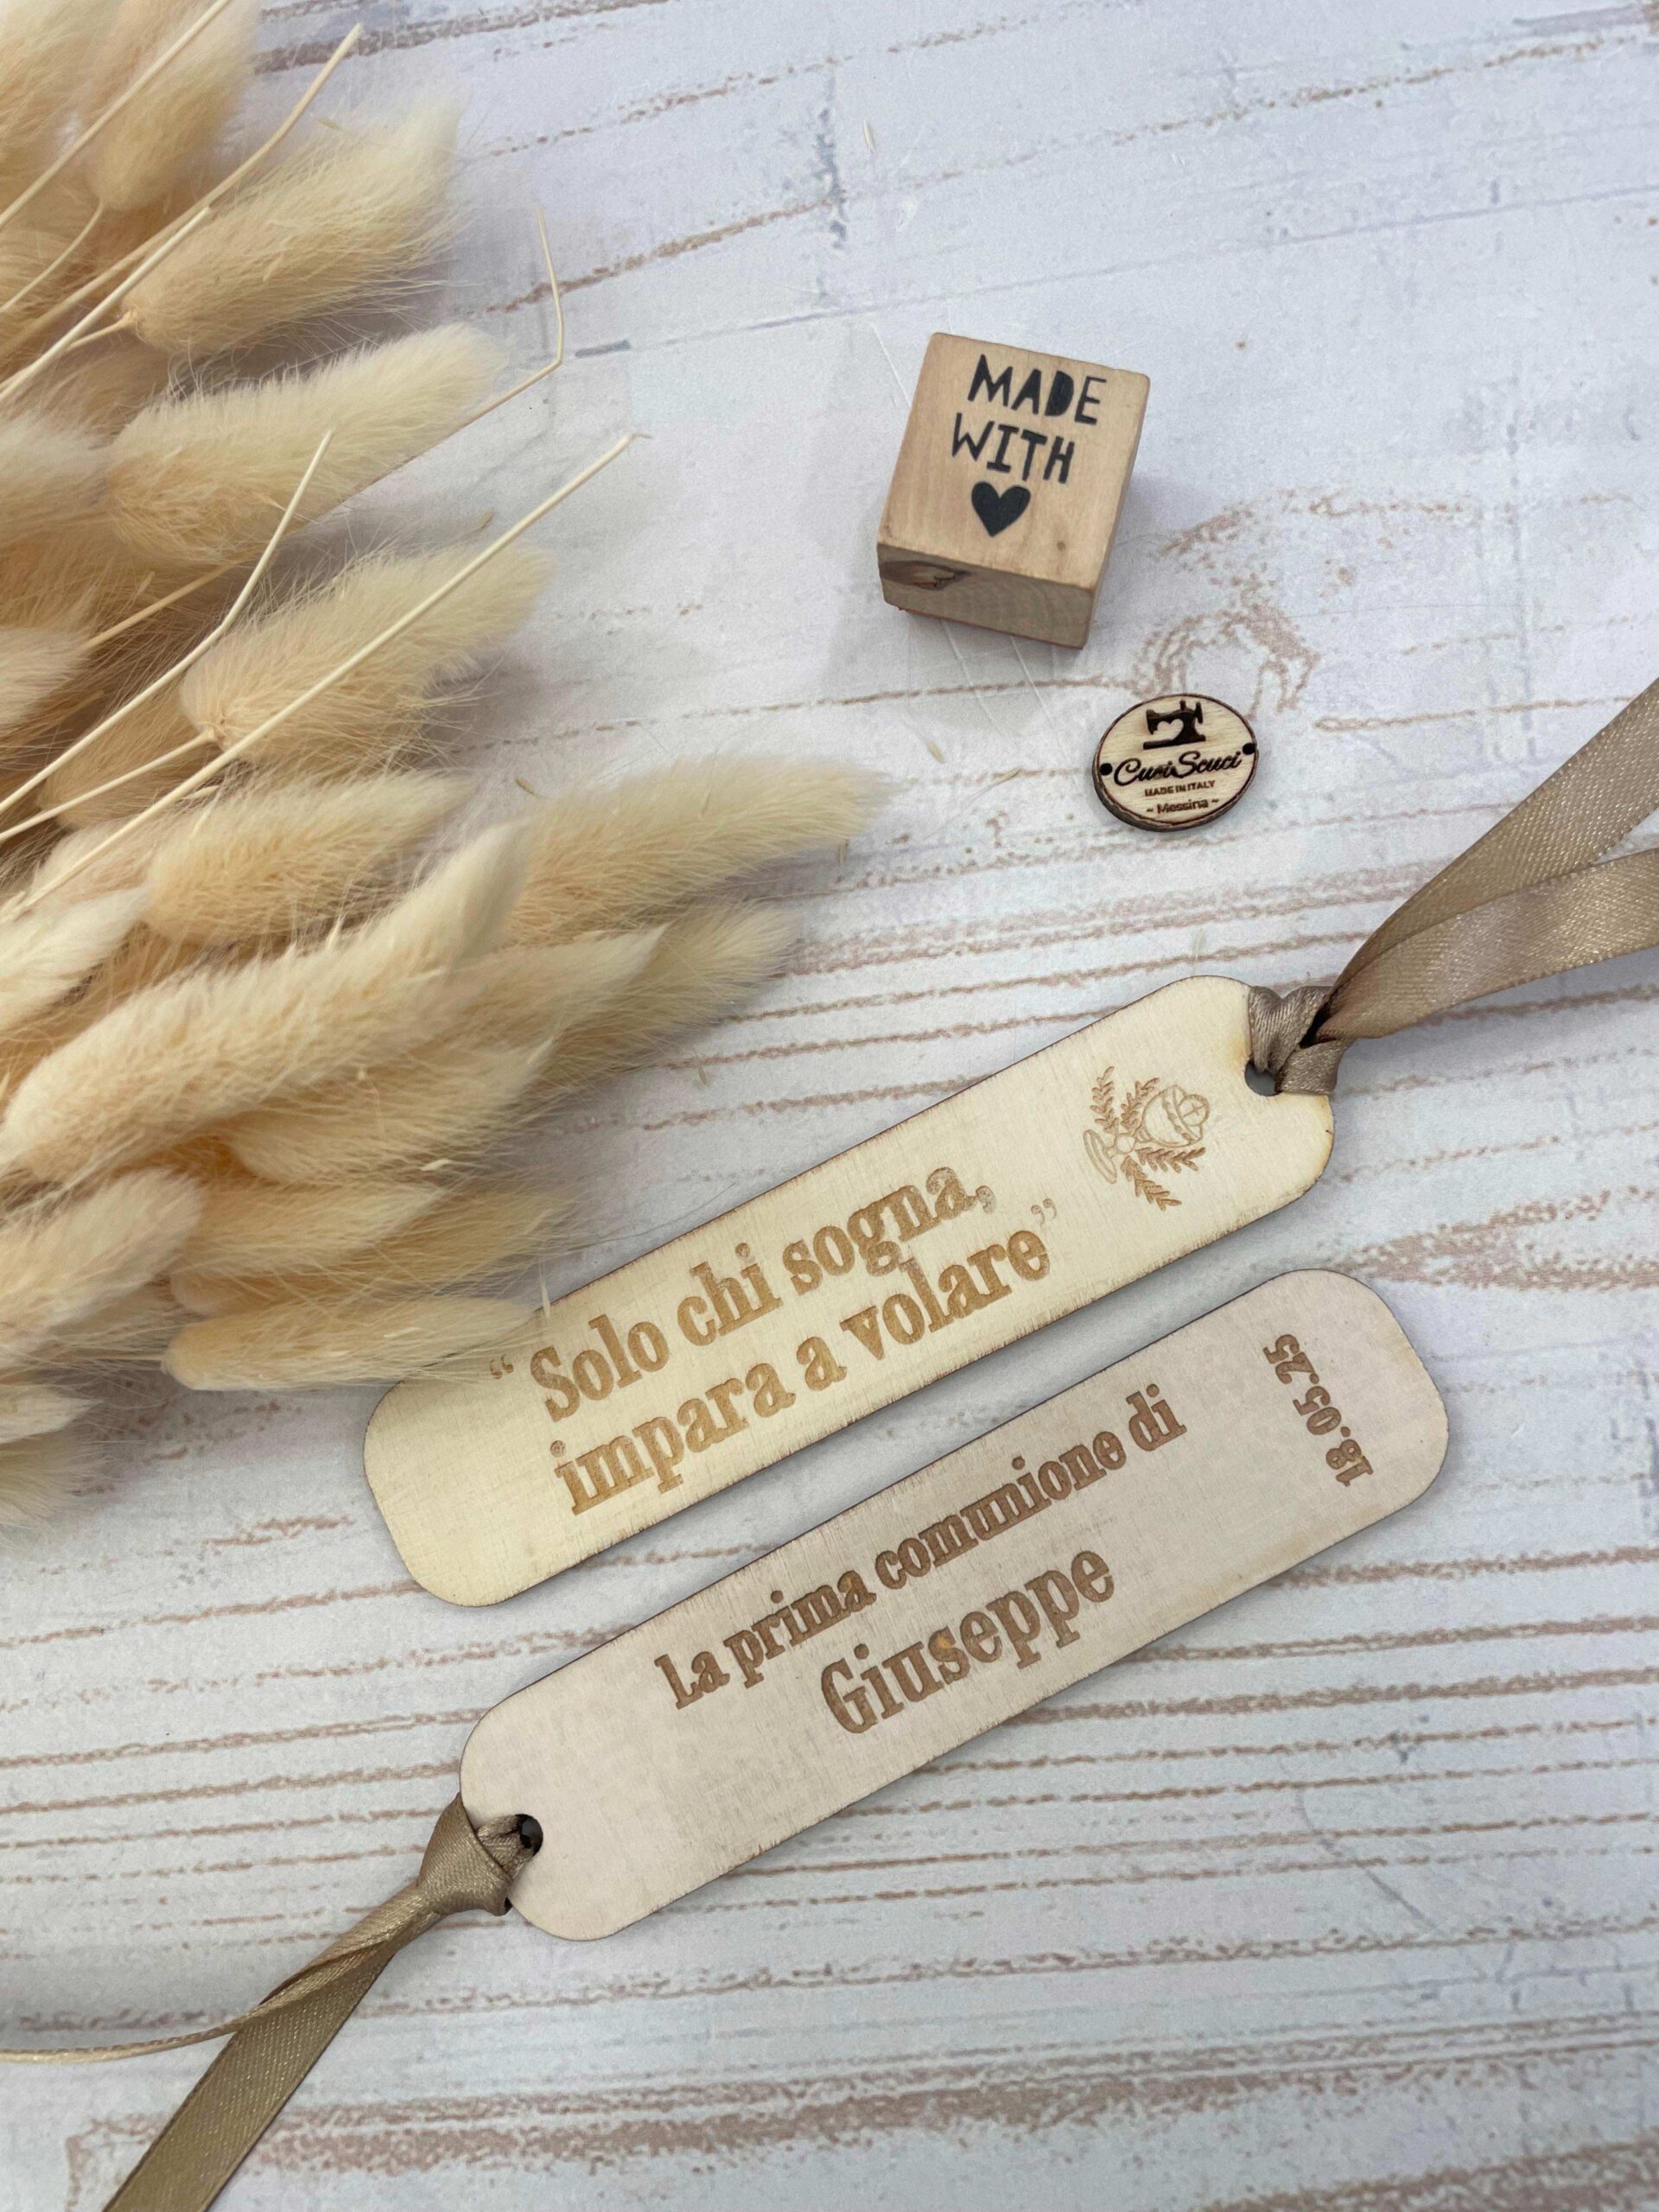 MADE
WITH
CuciScuci
MADE IN ITALY
~ Messina ~
“ Solo chi sogna,
impara a volare”
La prima comunione di
Giuseppe
18.05.25